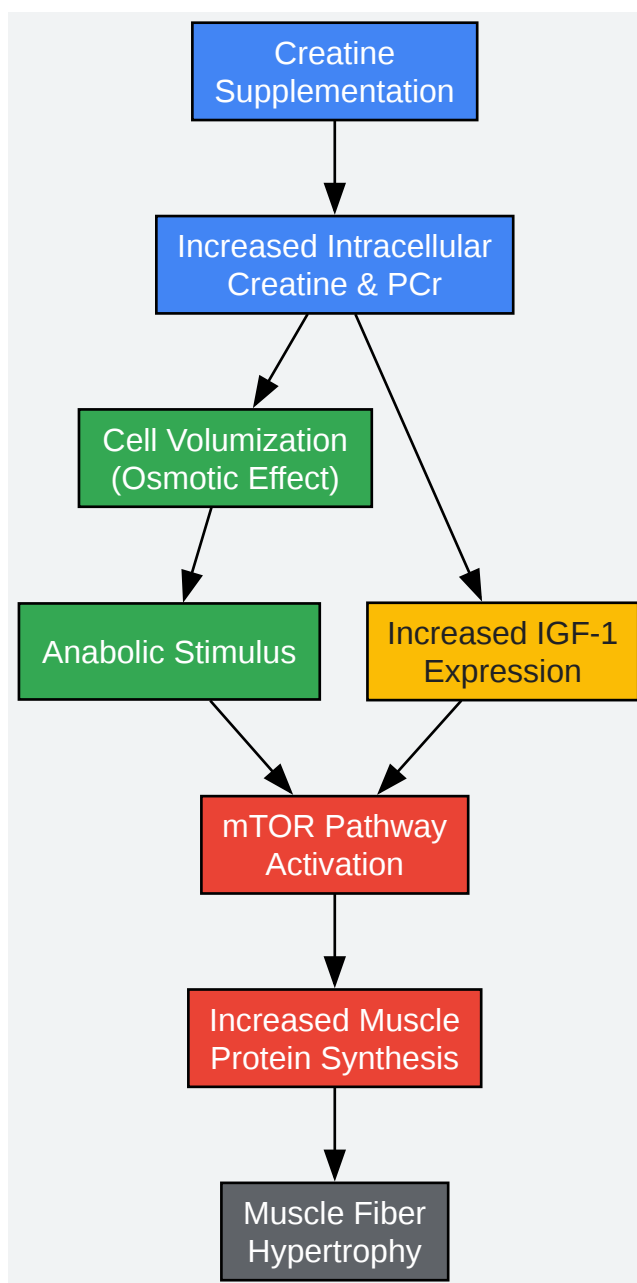 Creatine
Supplementation
Increased Intracellular
Creatine & PCr
Cell Volumization
(Osmotic Effect)
Anabolic Stimulus
Increased IGF-1
Expression
mTOR Pathway
Activation
Increased Muscle
Protein Synthesis
Muscle Fiber
Hypertrophy